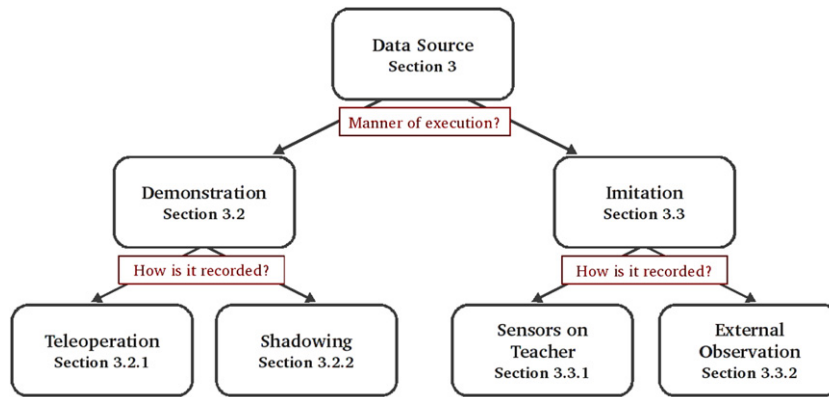 Data Source
Section 3
Manner of execution?
Demonstration
Section 3.2
Imitation
Section 3.3
How is it recorded?
How is it recorded?
Teleoperation
Section 3.2.1
Shadowing
Section 3.2.2
Sensors on
Teacher
Section 3.3.1
External
Observation
Section 3.3.2